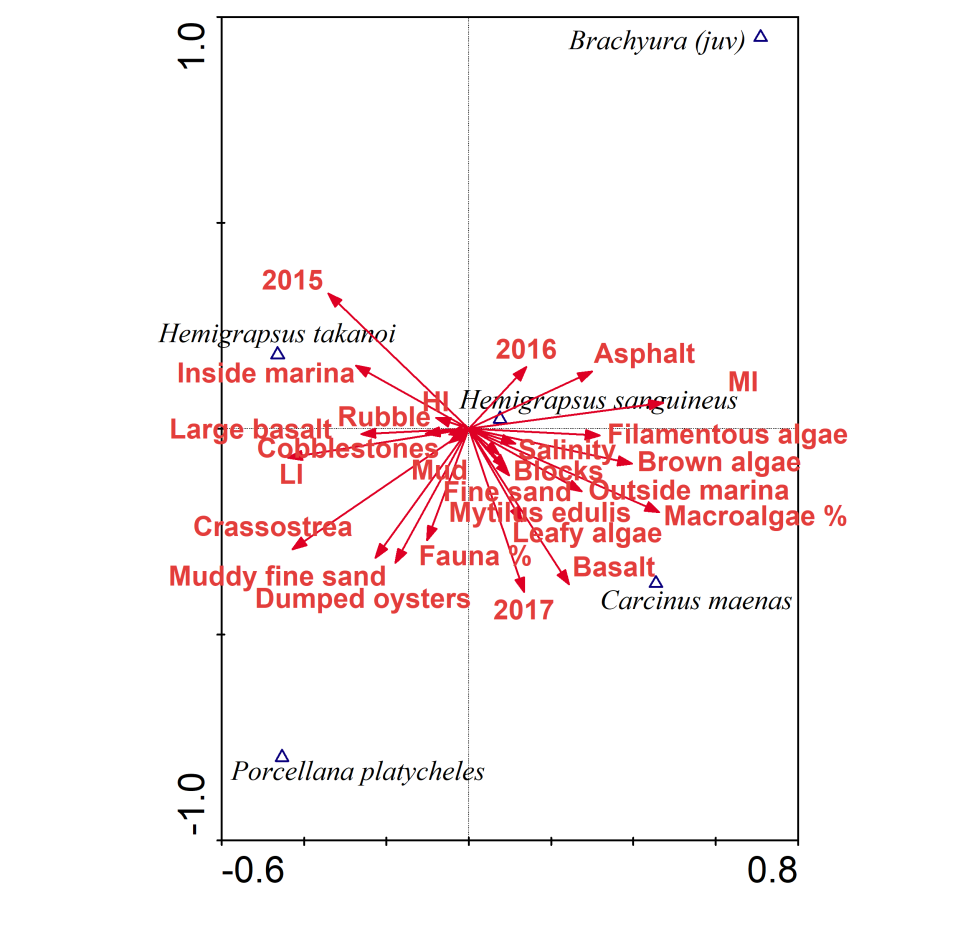 1.0
Brachyura (juv)
2015
Hemigrapsus takanoi
2016
Asphalt
Inside marina
MI
HI
Hemigrapsus sanguineus
Rubble
Large basalt
Filamentous algae
Cobblestones
Salinity
Brown algae
LI
Mud
Blocks
Fine sand
Outside marina
Mytilus edulis
Macroalgae %
Crassostrea
Leafy algae
Fauna %
Basalt
Muddy fine sand
Dumped oysters
2017
Carcinus maenas
Porcellana platycheles
-1.0
-0.6
0.8